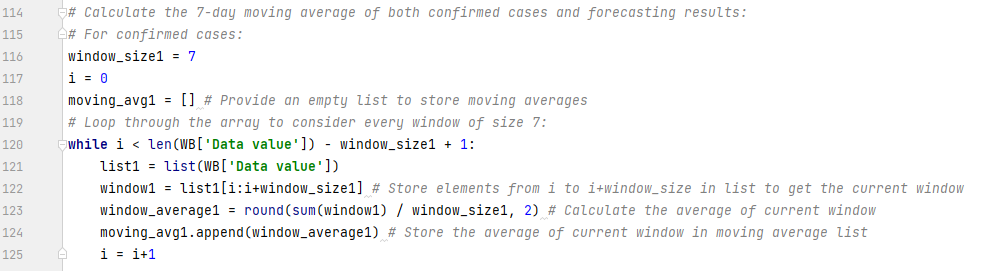 114 # Calculate the 7-day moving average of both confirmed cases and forecasting results:
115 # For confirmed cases:
116 window_size1 = 7
117 i = 0
118 moving_avg1 = [] # Provide an empty list to store moving averages
119 # Loop through the array to consider every window of size 7:
120 while i < len(WB['Data value']) - window_size1 + 1:
121     list1 = list(WB['Data value'])
122     window1 = list1[i:i+window_size1] # Store elements from i to i+window_size in list to get the current window
123     window_average1 = round(sum(window1) / window_size1, 2) # Calculate the average of current window
124     moving_avg1.append(window_average1) # Store the average of current window in moving average list
125     i = i+1